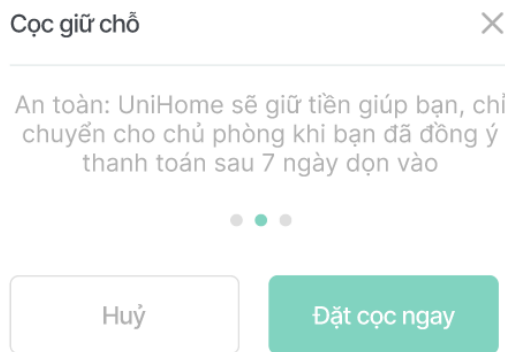 Cọc giữ chỗ
An toàn: UniHome sẽ giữ tiền giúp bạn, chỉ
chuyển cho chủ phòng khi bạn đã đồng ý
thanh toán sau 7 ngày dọn vào
Huỷ
Đặt cọc ngay